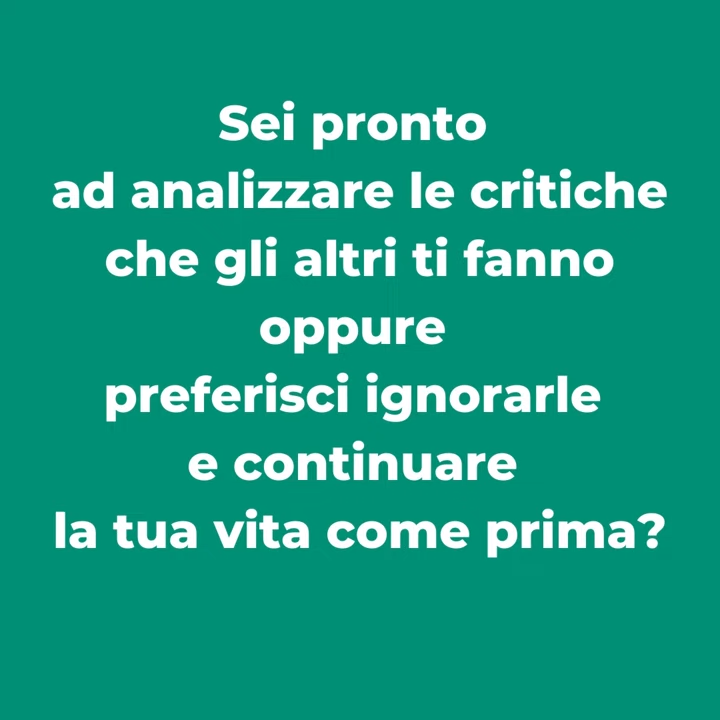 Sei pronto
ad analizzare le critiche
che gli altri ti fanno
oppure
preferisci ignorarle
e continuare
la tua vita come prima?